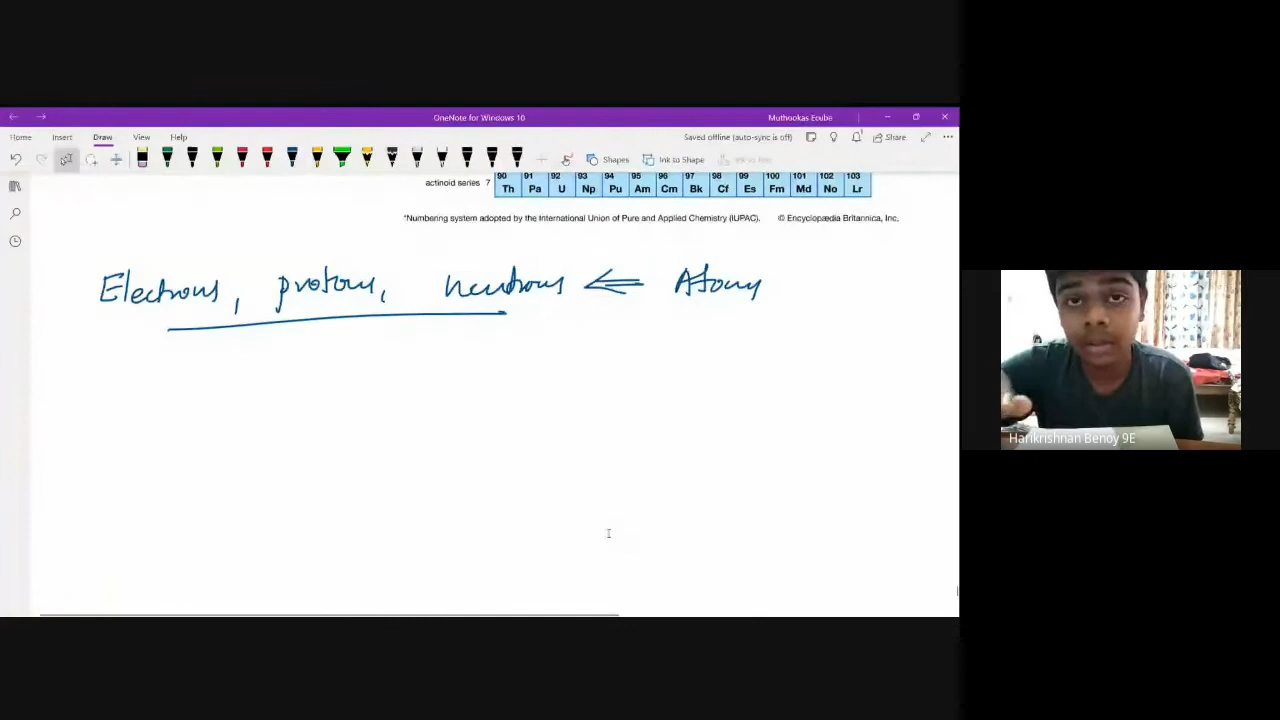 OneNote for Windows 10
Muthookas Eoube
Home Insert Draw View Help
Saved offline (auto-sync is off)
Share
Shapes
Ink to Shape
actinoid series 7
90 91 92 93 94 95 96 97 98 99 100 101 102 103
Th Pa U Np Pu Am Cm Bk Cf Es Fm Md No Lr
*Numbering system adopted by the International Union of Pure and Applied Chemistry (IUPAC). © Encyclopædia Britannica, Inc.
Electrons, protons, neutrons ⇐ Atoms
Harikrishnan Benoy 9E